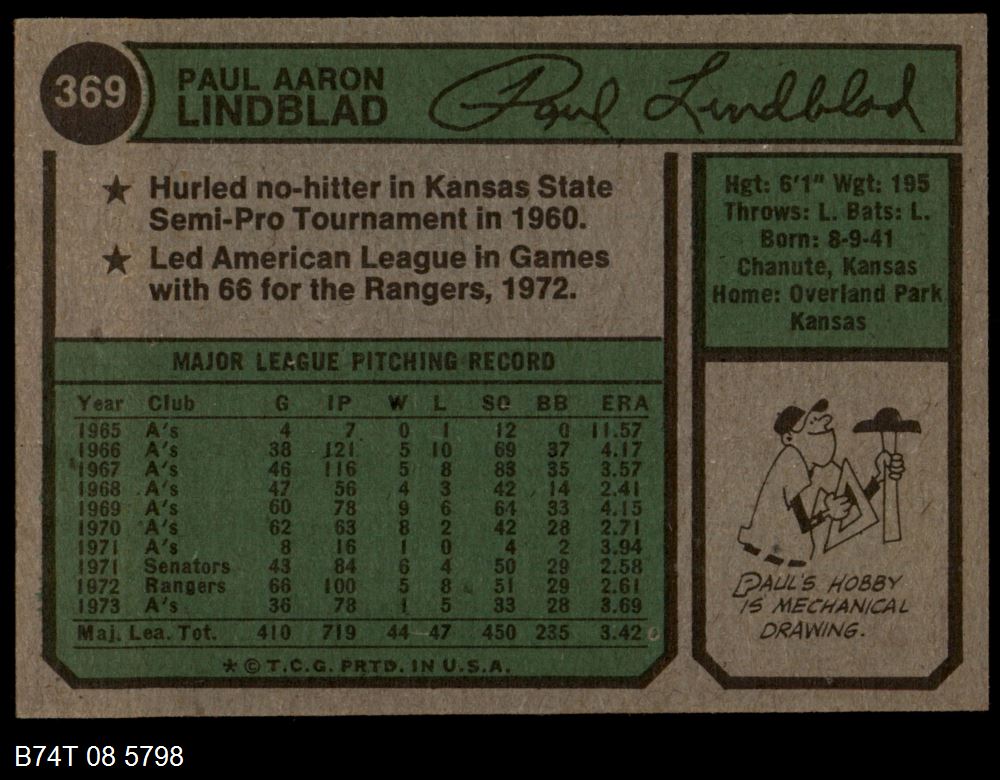 369
PAUL AARON
LINDBLAD
Paul Lindblad
★ Hurled no-hitter in Kansas State
Semi-Pro Tournament in 1960.
★ Led American League in Games
with 66 for the Rangers, 1972.
Hgt: 6'1" Wgt: 195
Throws: L. Bats: L.
Born: 8-9-41
Chanute, Kansas
Home: Overland Park
Kansas
MAJOR LEAGUE PITCHING RECORD
Year Club G IP W L SO BB ERA
1965 A's 4 7 0 1 12 0 11.57
1966 A's 38 121 5 10 69 37 4.17
1967 A's 46 116 5 8 83 35 3.57
1968 A's 47 56 4 3 42 14 2.41
1969 A's 60 78 9 6 64 33 4.15
1970 A's 62 63 8 2 42 28 2.71
1971 A's 8 16 1 0 4 2 3.94
1971 Senators 43 84 6 4 50 29 2.58
1972 Rangers 66 100 5 8 51 29 2.61
1973 A's 36 78 1 5 33 28 3.69
Maj. Lea. Tot. 410 719 44 47 450 235 3.42
★ © T.C.G. PRTD. IN U.S.A.
PAUL'S HOBBY
IS MECHANICAL
DRAWING.
B74T 08 5798